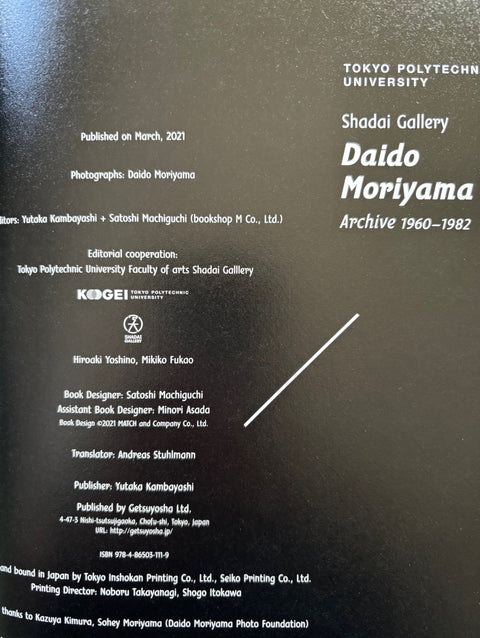 TOKYO POLYTECHN
UNIVERSITY
Shadai Gallery
Daido
Moriyama
Archive 1960–1982
Published on March, 2021
Photographs: Daido Moriyama
itors: Yutaka Kambayashi + Satoshi Machiguchi (bookshop M Co., Ltd.)
Editorial cooperation:
Tokyo Polytechnic University Faculty of arts Shadai Galllery
KOGEI TOKYO POLYTECHNIC
UNIVERSITY
SHADAI
GALLERY
Hiroaki Yoshino, Mikiko Fukao
Book Designer: Satoshi Machiguchi
Assistant Book Designer: Minori Asada
Book Design ©2021 MATCH and Company Co., Ltd.
Translator: Andreas Stuhlmann
Publisher: Yutaka Kambayashi
Published by Getsuyosha Ltd.
4-47-3 Nishi-tsutsujigaoka, Chofu-shi, Tokyo, Japan
URL: http://getsuyosha.jp/
ISBN 978-4-86503-111-9
and bound in Japan by Tokyo Inshokan Printing Co., Ltd., Seiko Printing Co., Ltd.
Printing Director: Noboru Takayanagi, Shogo Itokawa
thanks to Kazuya Kimura, Sohey Moriyama (Daido Moriyama Photo Foundation)